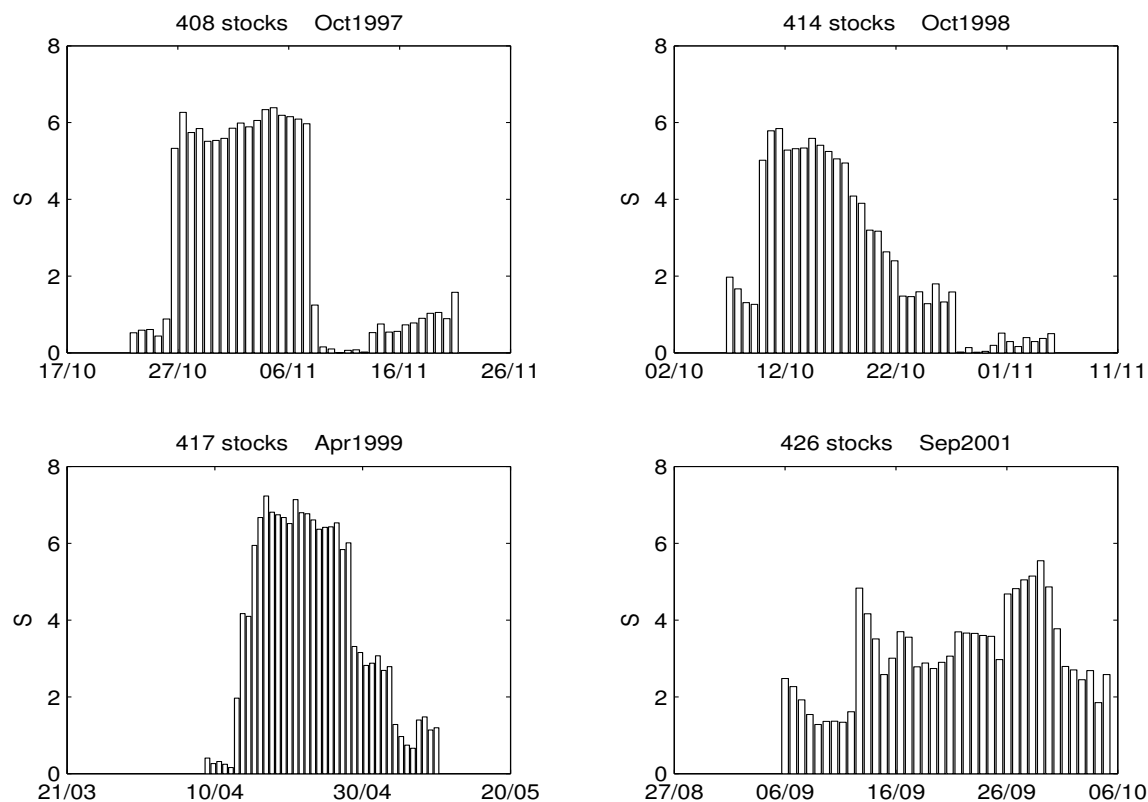 408 stocks Oct1997
8
6
4
2
0
S
17/10 27/10 06/11 16/11 26/11
414 stocks Oct1998
8
6
4
2
0
S
02/10 12/10 22/10 01/11 11/11
417 stocks Apr1999
8
6
4
2
0
S
21/03 10/04 30/04 20/05
426 stocks Sep2001
8
6
4
2
0
S
27/08 06/09 16/09 26/09 06/10